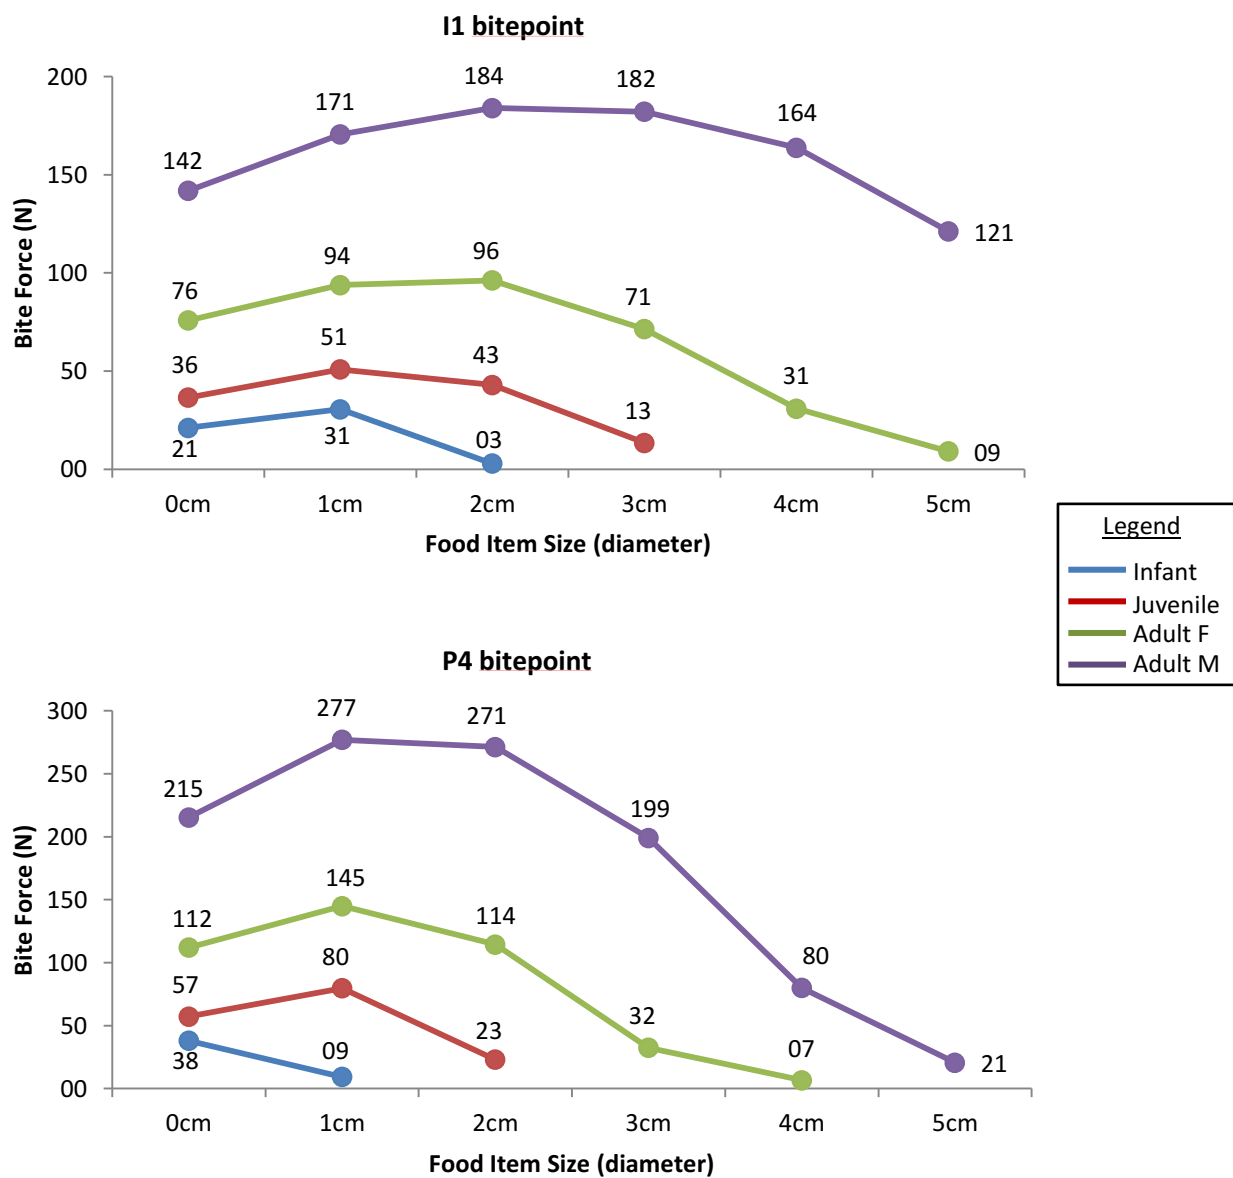 I1 bitepoint
Bite Force (N)
200
150
100
50
00
142
171
184
182
164
121
76
94
96
71
31
09
36
51
43
13
21
31
03
0cm
1cm
2cm
3cm
4cm
5cm
Food Item Size (diameter)
Legend
Infant
Juvenile
Adult F
Adult M
P4 bitepoint
Bite Force (N)
300
250
200
150
100
50
00
215
277
271
199
80
21
112
145
114
32
07
57
80
23
38
09
0cm
1cm
2cm
3cm
4cm
5cm
Food Item Size (diameter)